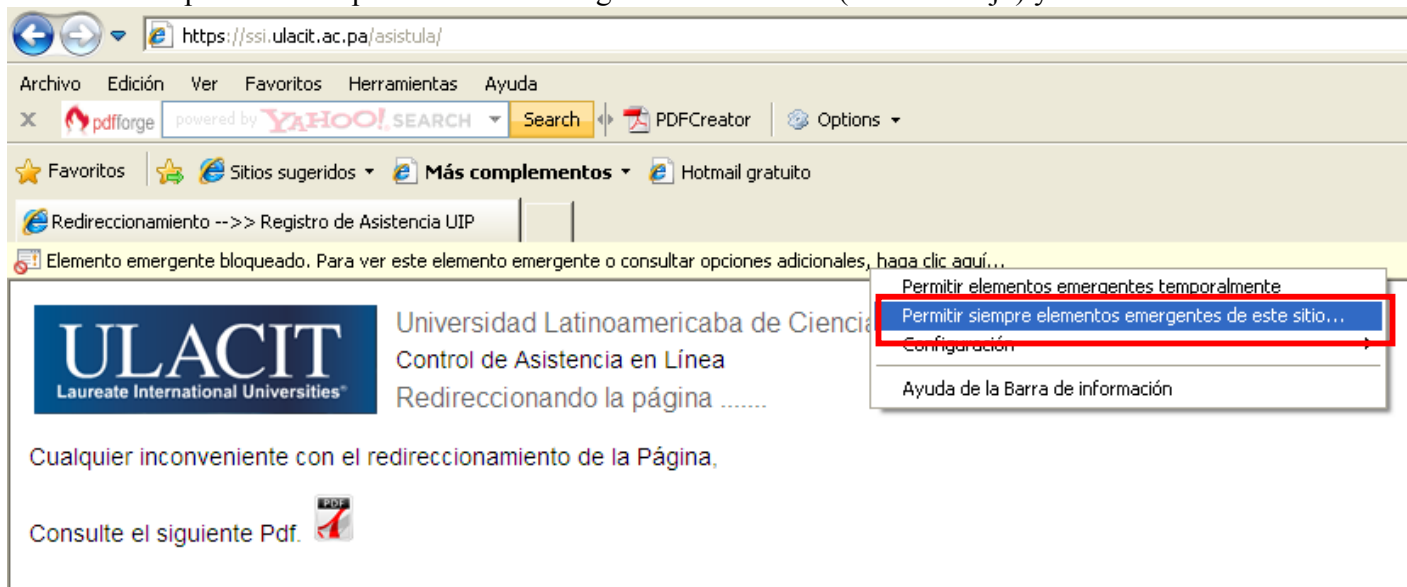 https://ssi.ulacit.ac.pa/asistula/
Archivo Edición Ver Favoritos Herramientas Ayuda
x pdfforge powered by YAHOO! SEARCH Search PDFCreator Options
Favoritos Sitios sugeridos Más complementos Hotmail gratuito
Redireccionamiento -->> Registro de Asistencia UIP
Elemento emergente bloqueado. Para ver este elemento emergente o consultar opciones adicionales, haga clic aquí...
Permitir elementos emergentes temporalmente
Permitir siempre elementos emergentes de este sitio...
Configuración
Ayuda de la Barra de información
ULACIT
Laureate International Universities®
Universidad Latinoamericaba de Ciencia
Control de Asistencia en Línea
Redireccionando la página .......
Cualquier inconveniente con el redireccionamiento de la Página,
Consulte el siguiente Pdf.
PDF